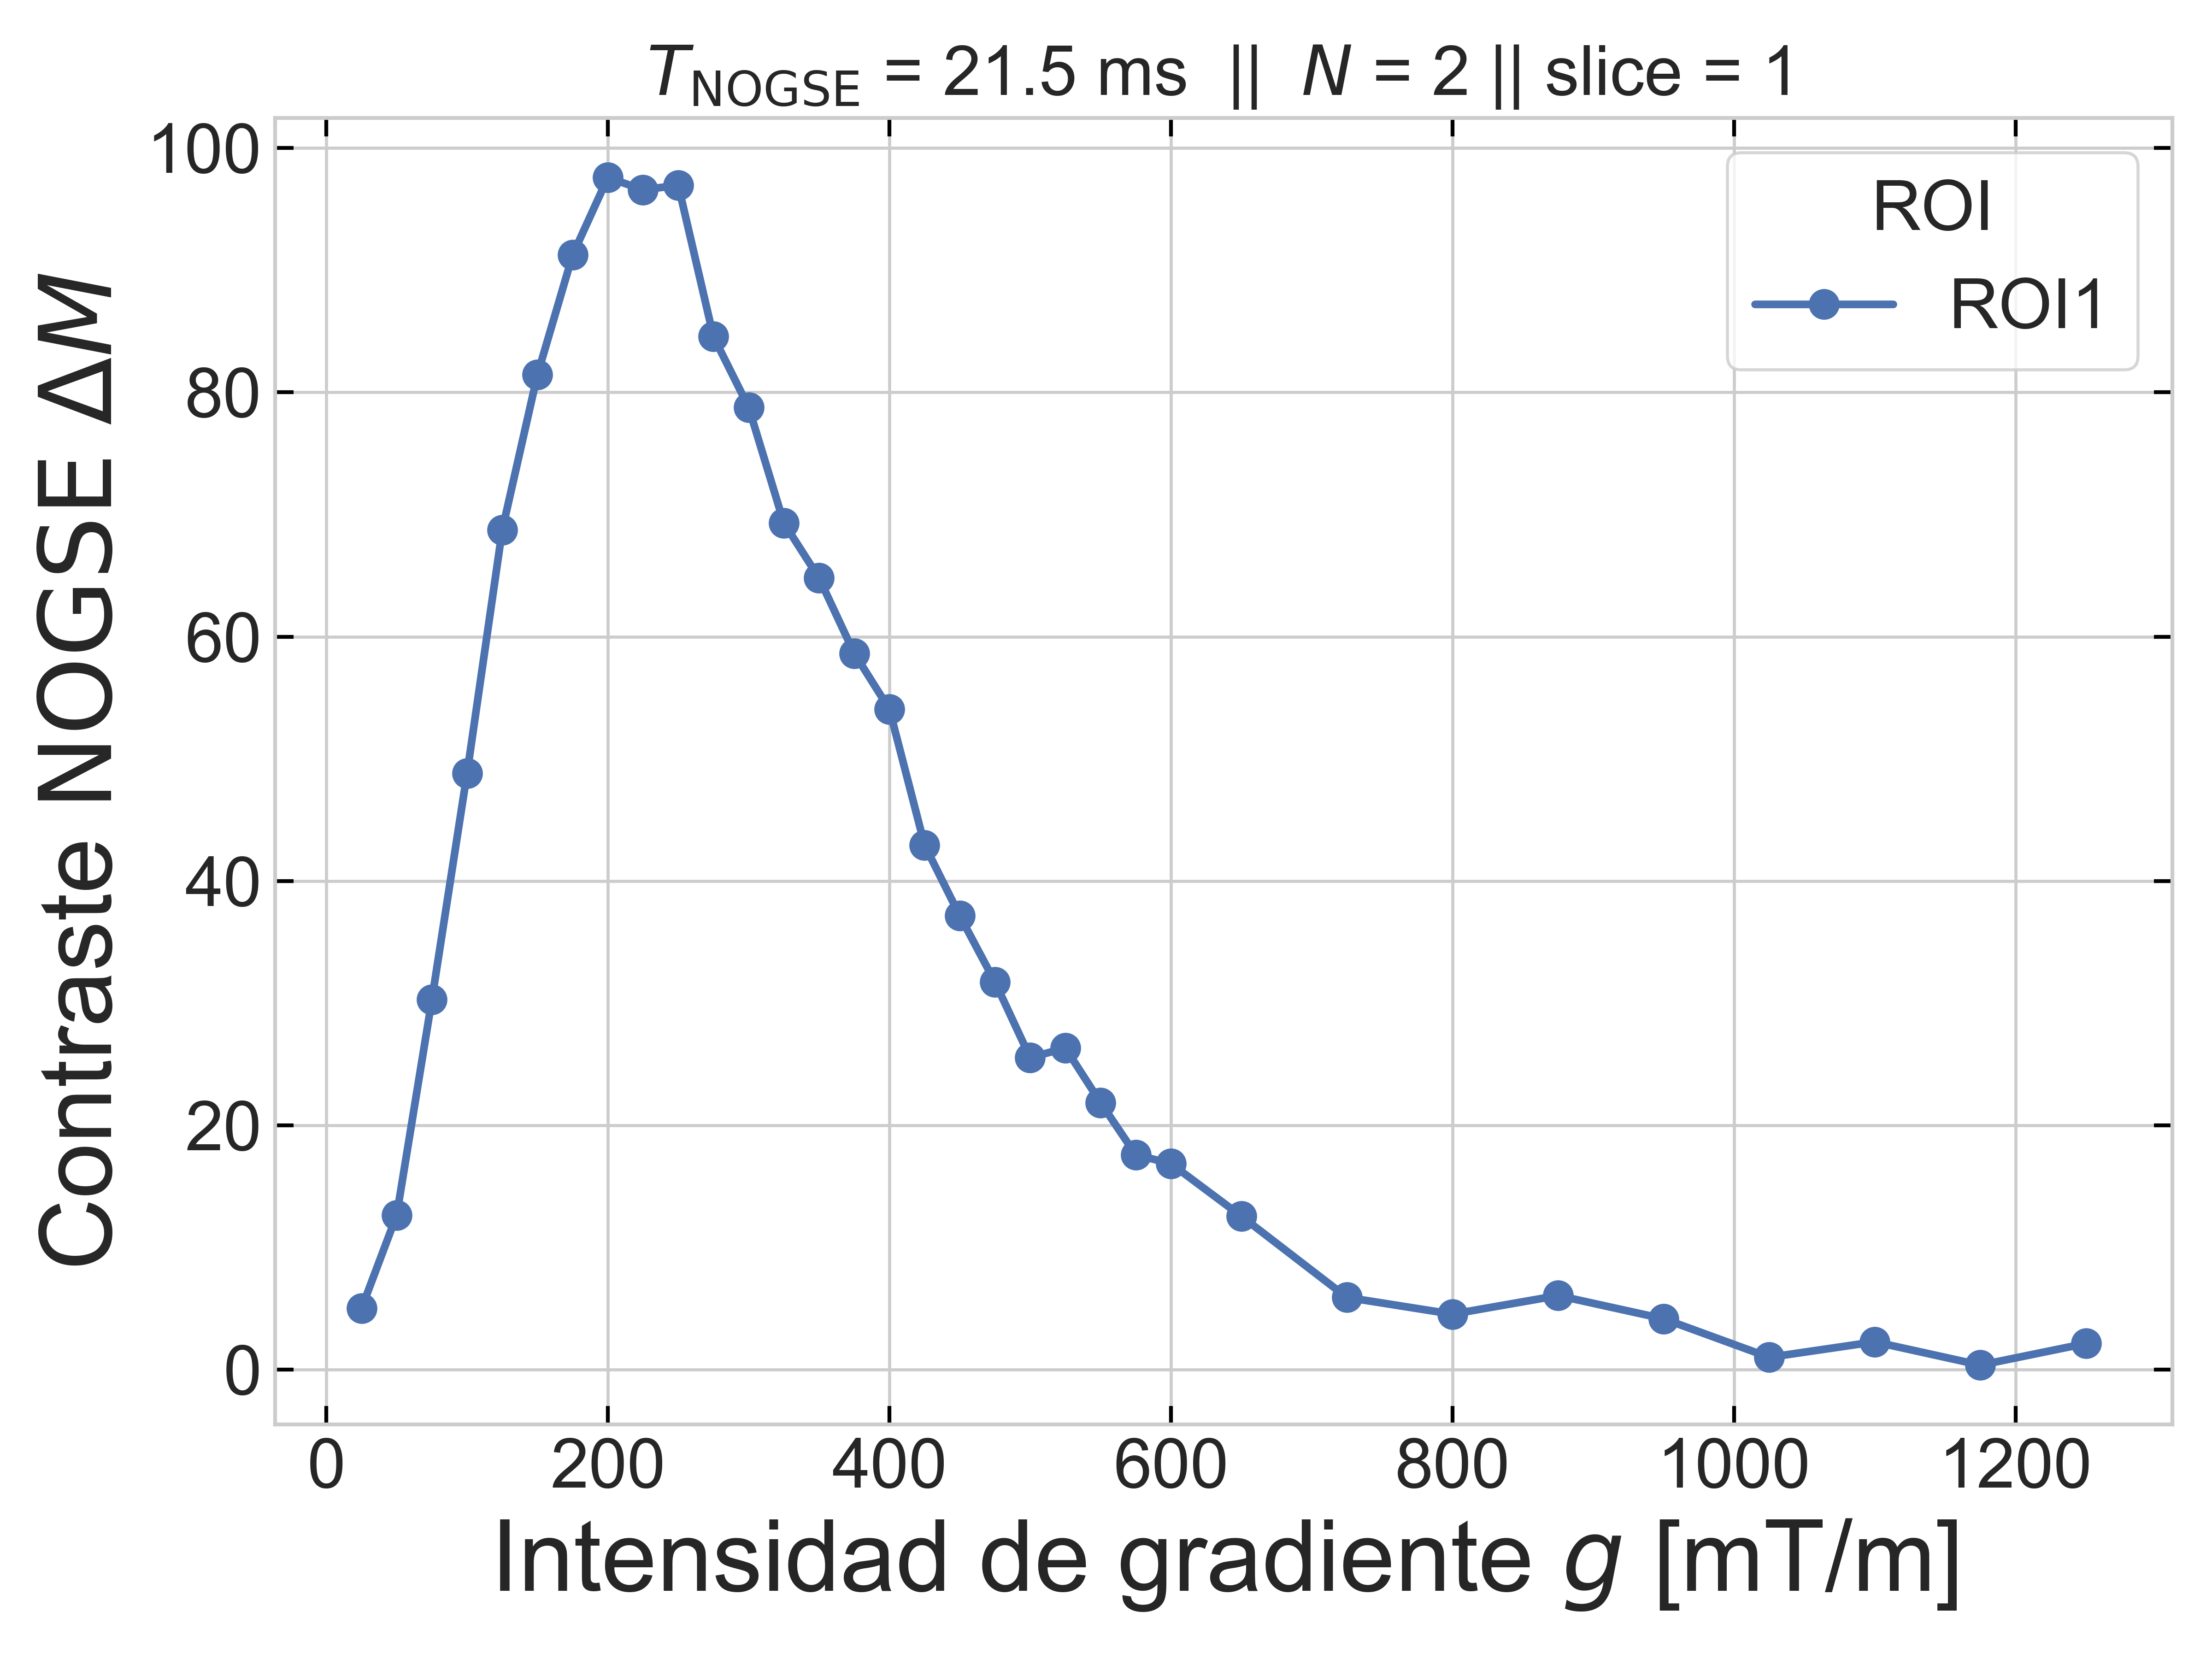 T_NOGSE = 21.5 ms || N = 2 || slice = 1
Contraste NOGSE ΔM
100
80
60
40
20
0
ROI
ROI1
0 200 400 600 800 1000 1200
Intensidad de gradiente g [mT/m]